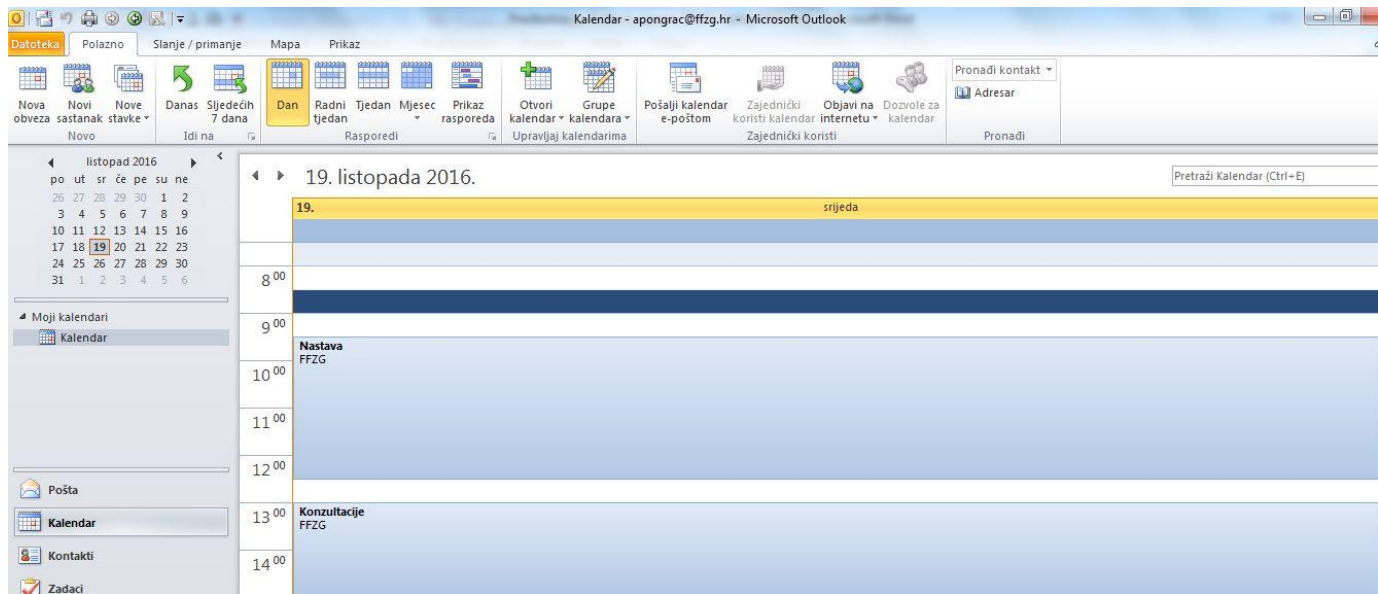 Kalendar - apongrac@ffzg.hr - Microsoft Outlook
Datoteka Polazno Slanje / primanje Mapa Prikaz
Nova obveza
Novi sastanak
Nove stavke
Danas
Sljedećih 7 dana
Dan
Radni tjedan
Tjedan
Mjesec
Prikaz rasporeda
Otvori kalendar
Grupe kalendara
Pošalji kalendar e-poštom
Zajednički koristi kalendar
Objavi na internetu
Dozvole za kalendar
Pronađi kontakt
Adresar
Novo Idi na Rasporedi Upravljaj kalendarima Zajednički koristi Pronađi
listopad 2016
po ut sr če pe su ne
26 27 28 29 30 1 2
3 4 5 6 7 8 9
10 11 12 13 14 15 16
17 18 19 20 21 22 23
24 25 26 27 28 29 30
31 1 2 3 4 5 6
Moji kalendari
Kalendar
Pošta
Kalendar
Kontakti
Zadaci
19. listopada 2016.
Pretraži Kalendar (Ctrl+E)
19. srijeda
8 00
9 00
Nastava
FFZG
10 00
11 00
12 00
13 00 Konzultacije
FFZG
14 00